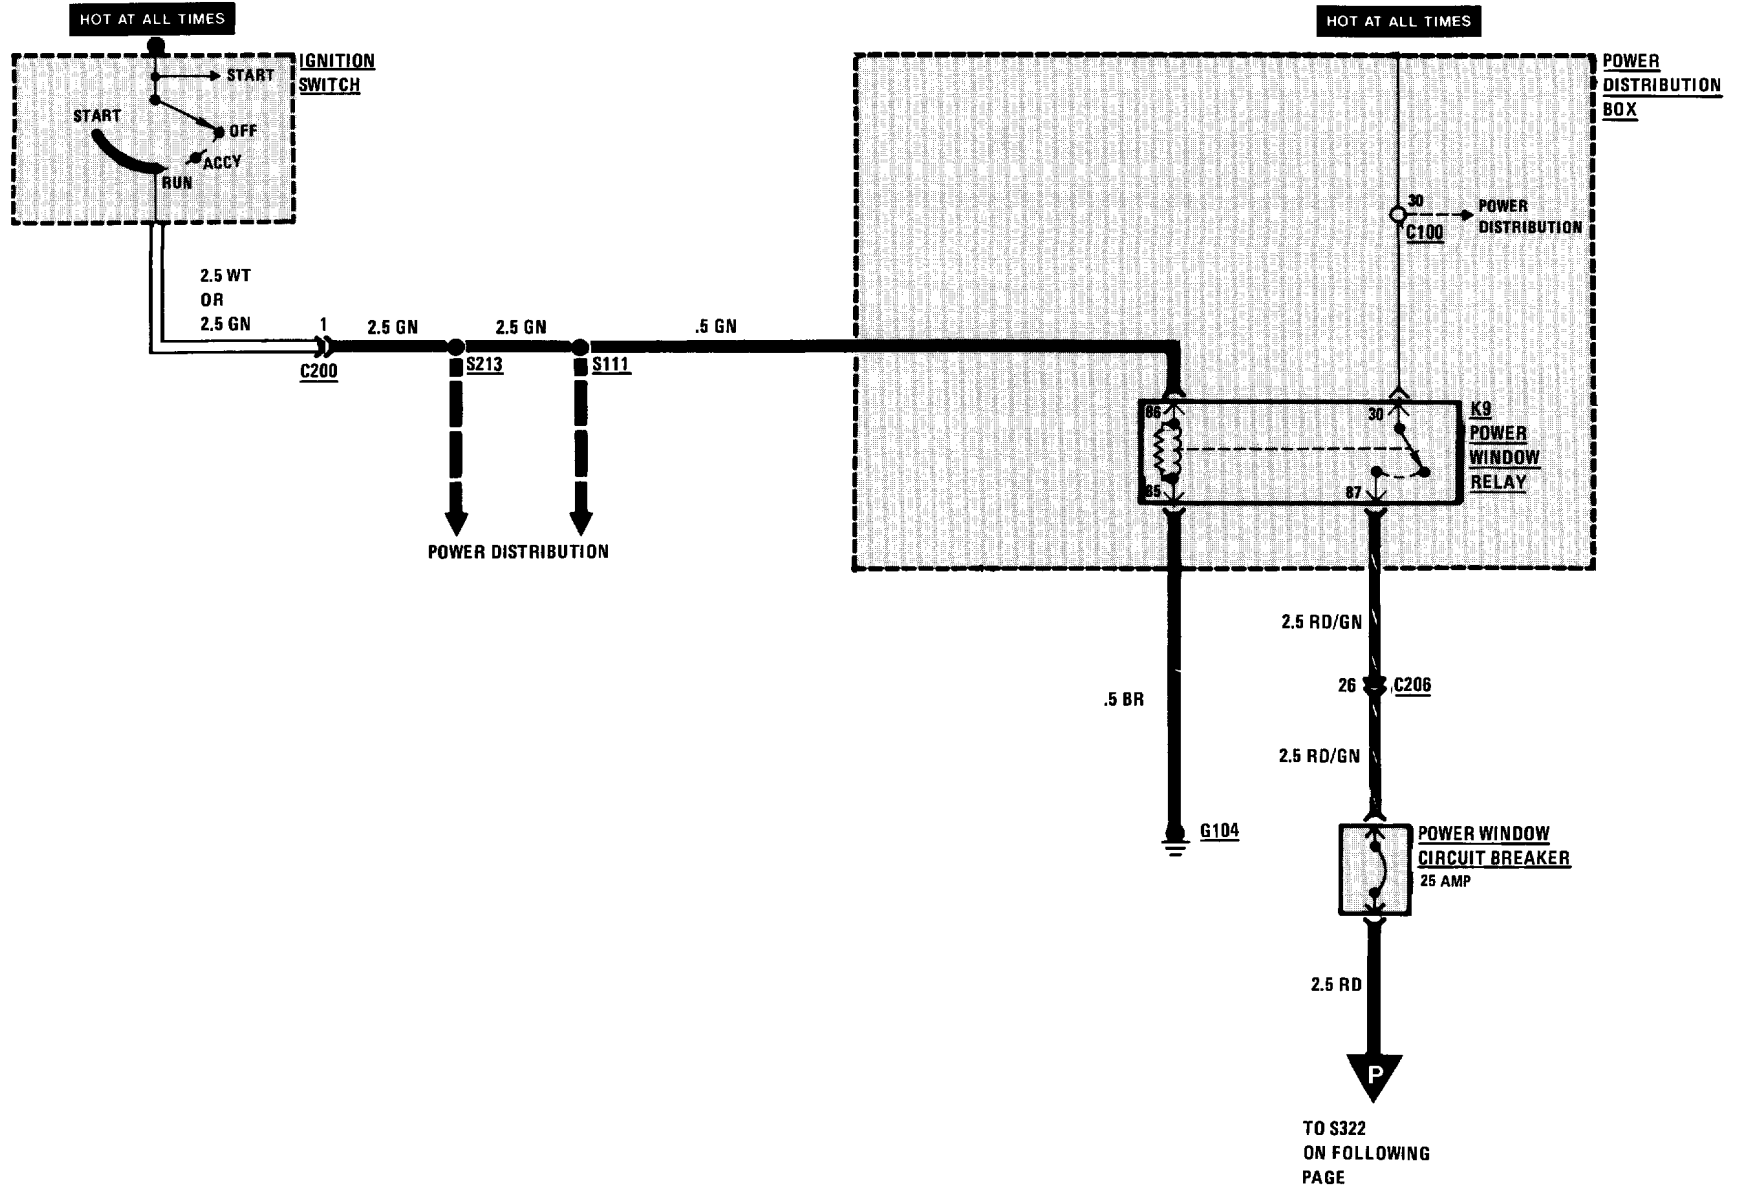 HOT AT ALL TIMES
HOT AT ALL TIMES
IGNITION
SWITCH
START
START
OFF
ACCY
RUN
POWER
DISTRIBUTION
BOX
30
C100
POWER
DISTRIBUTION
2.5 WT
OR
2.5 GN
1
C200
2.5 GN
S213
2.5 GN
S111
.5 GN
POWER DISTRIBUTION
86
30
85
87
K9
POWER
WINDOW
RELAY
2.5 RD/GN
26
C206
.5 BR
2.5 RD/GN
G104
POWER WINDOW
CIRCUIT BREAKER
25 AMP
2.5 RD
P
TO S322
ON FOLLOWING
PAGE